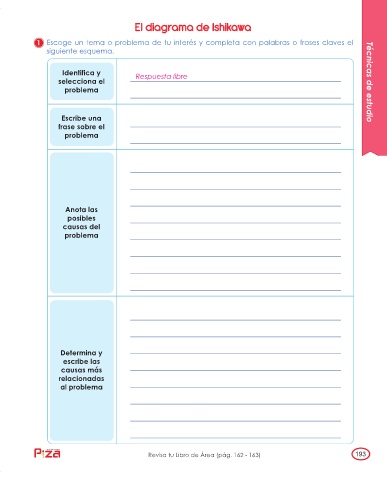 El diagrama de Ishikawa
1 Escoge un tema o problema de tu interés y completa con palabras o frases claves el
siguiente esquema.
Técnicas de estudio
Identifica y
selecciona el
problema
Respuesta libre
Escribe una
frase sobre el
problema
Anota las
posibles
causas del
problema
Determina y
escribe las
causas más
relacionadas
al problema
P↑za
Revisa tu Libro de Área (pág. 162 - 163)
193